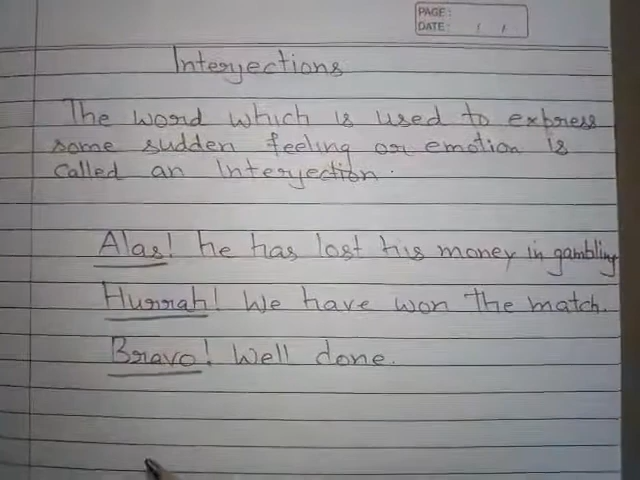 PAGE:
DATE: / /
Interjections
The word which is used to express
some sudden feeling or emotion is
called an Interjection.
Alas! he has lost his money in gambling
Hurrah! We have won the match.
Bravo! Well done.